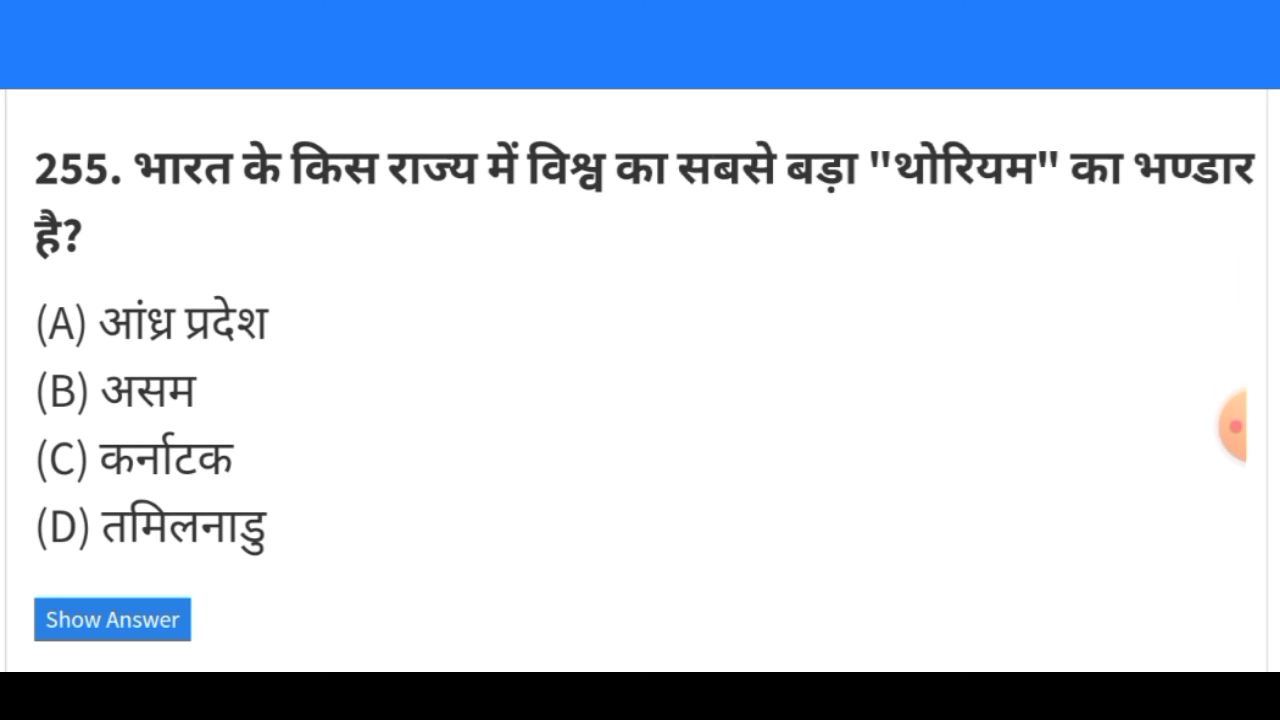 255. भारत के किस राज्य में विश्व का सबसे बड़ा "थोरियम" का भण्डार
है?
(A) आंध्र प्रदेश
(B) असम
(C) कर्नाटक
(D) तमिलनाडु
Show Answer